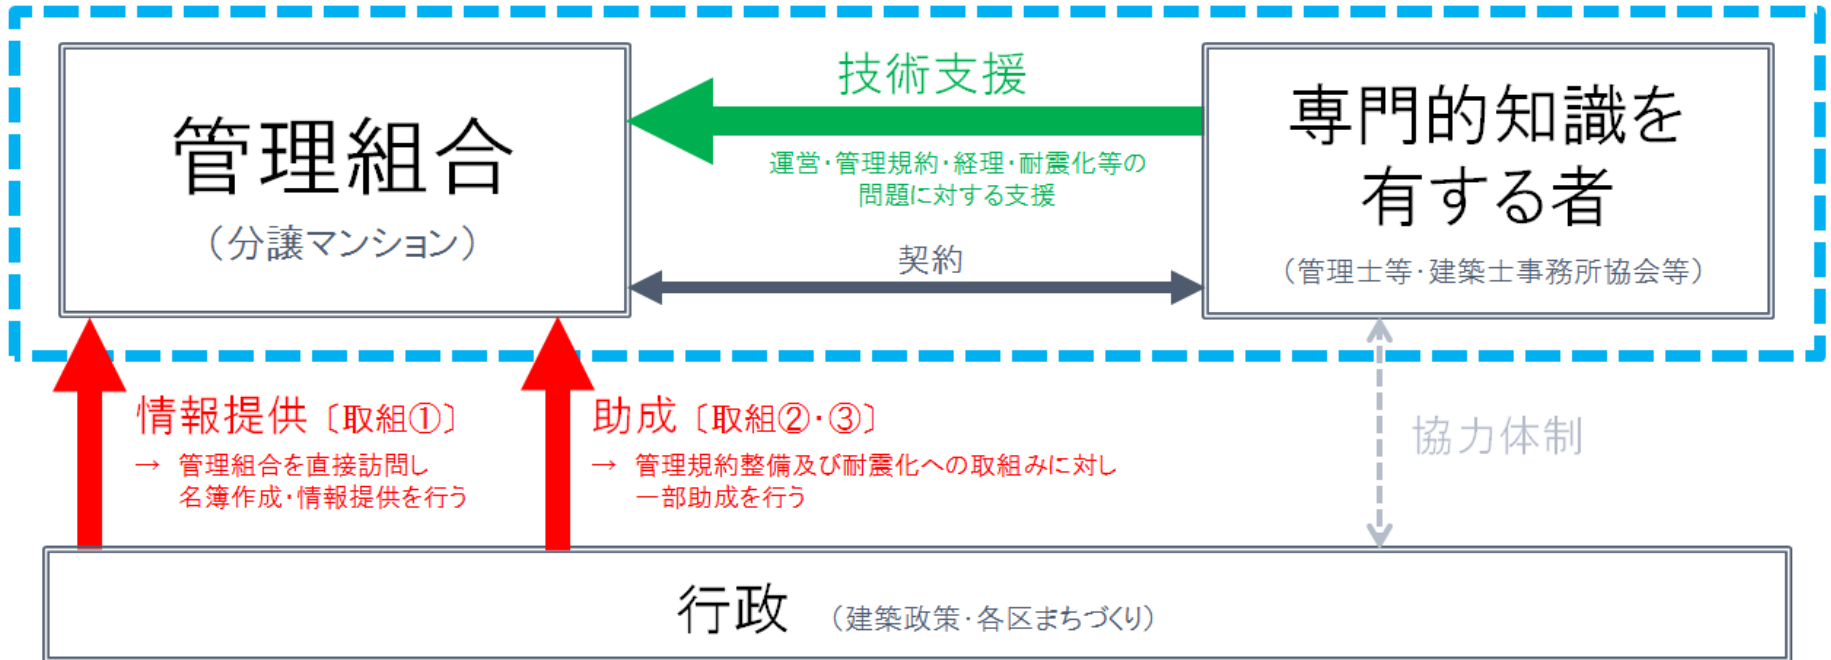 管理組合
（分譲マンション）
技術支援
運営・管理規約・経理・耐震化等の
問題に対する支援
契約
専門的知識を
有する者
（管理士等・建築士事務所協会等）
情報提供〔取組①〕
→ 管理組合を直接訪問し
名簿作成・情報提供を行う
助成〔取組②・③〕
→ 管理規約整備及び耐震化への取組みに対し
一部助成を行う
協力体制
行政 （建築政策・各区まちづくり）